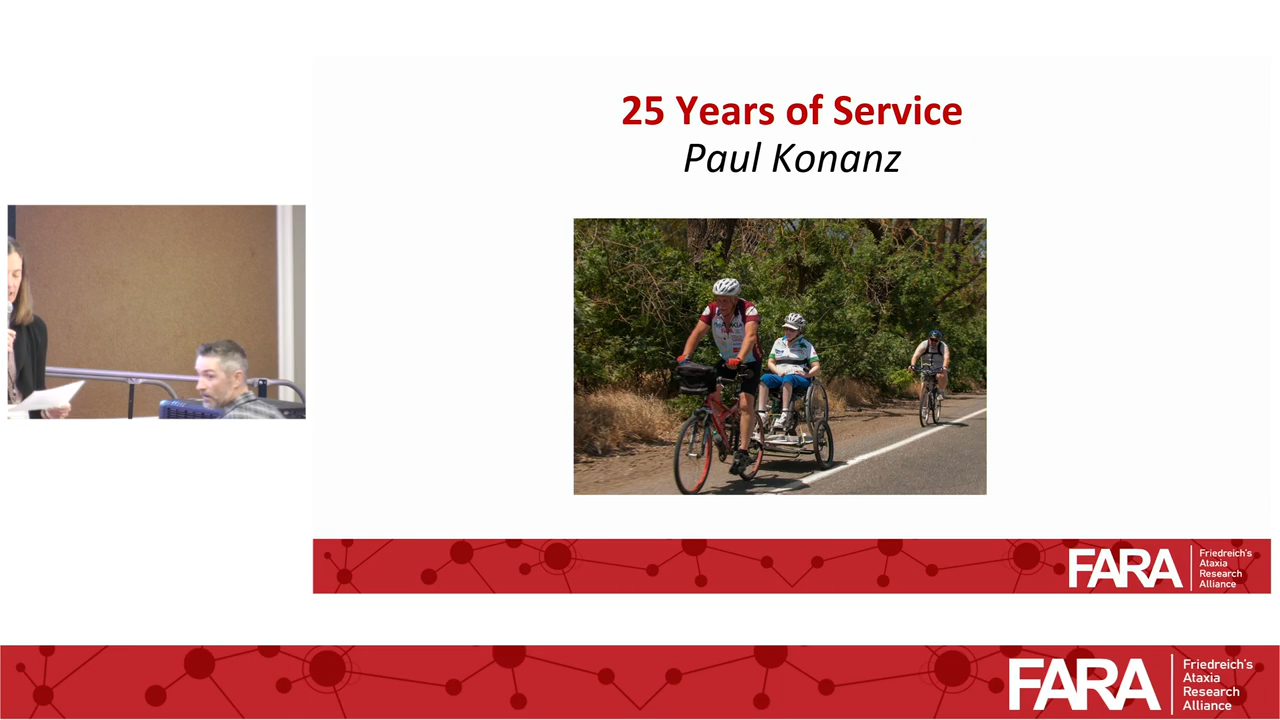 25 Years of Service
Paul Konanz
FARA
Friedreich's
Ataxia
Research
Alliance
FARA
Friedreich's
Ataxia
Research
Alliance